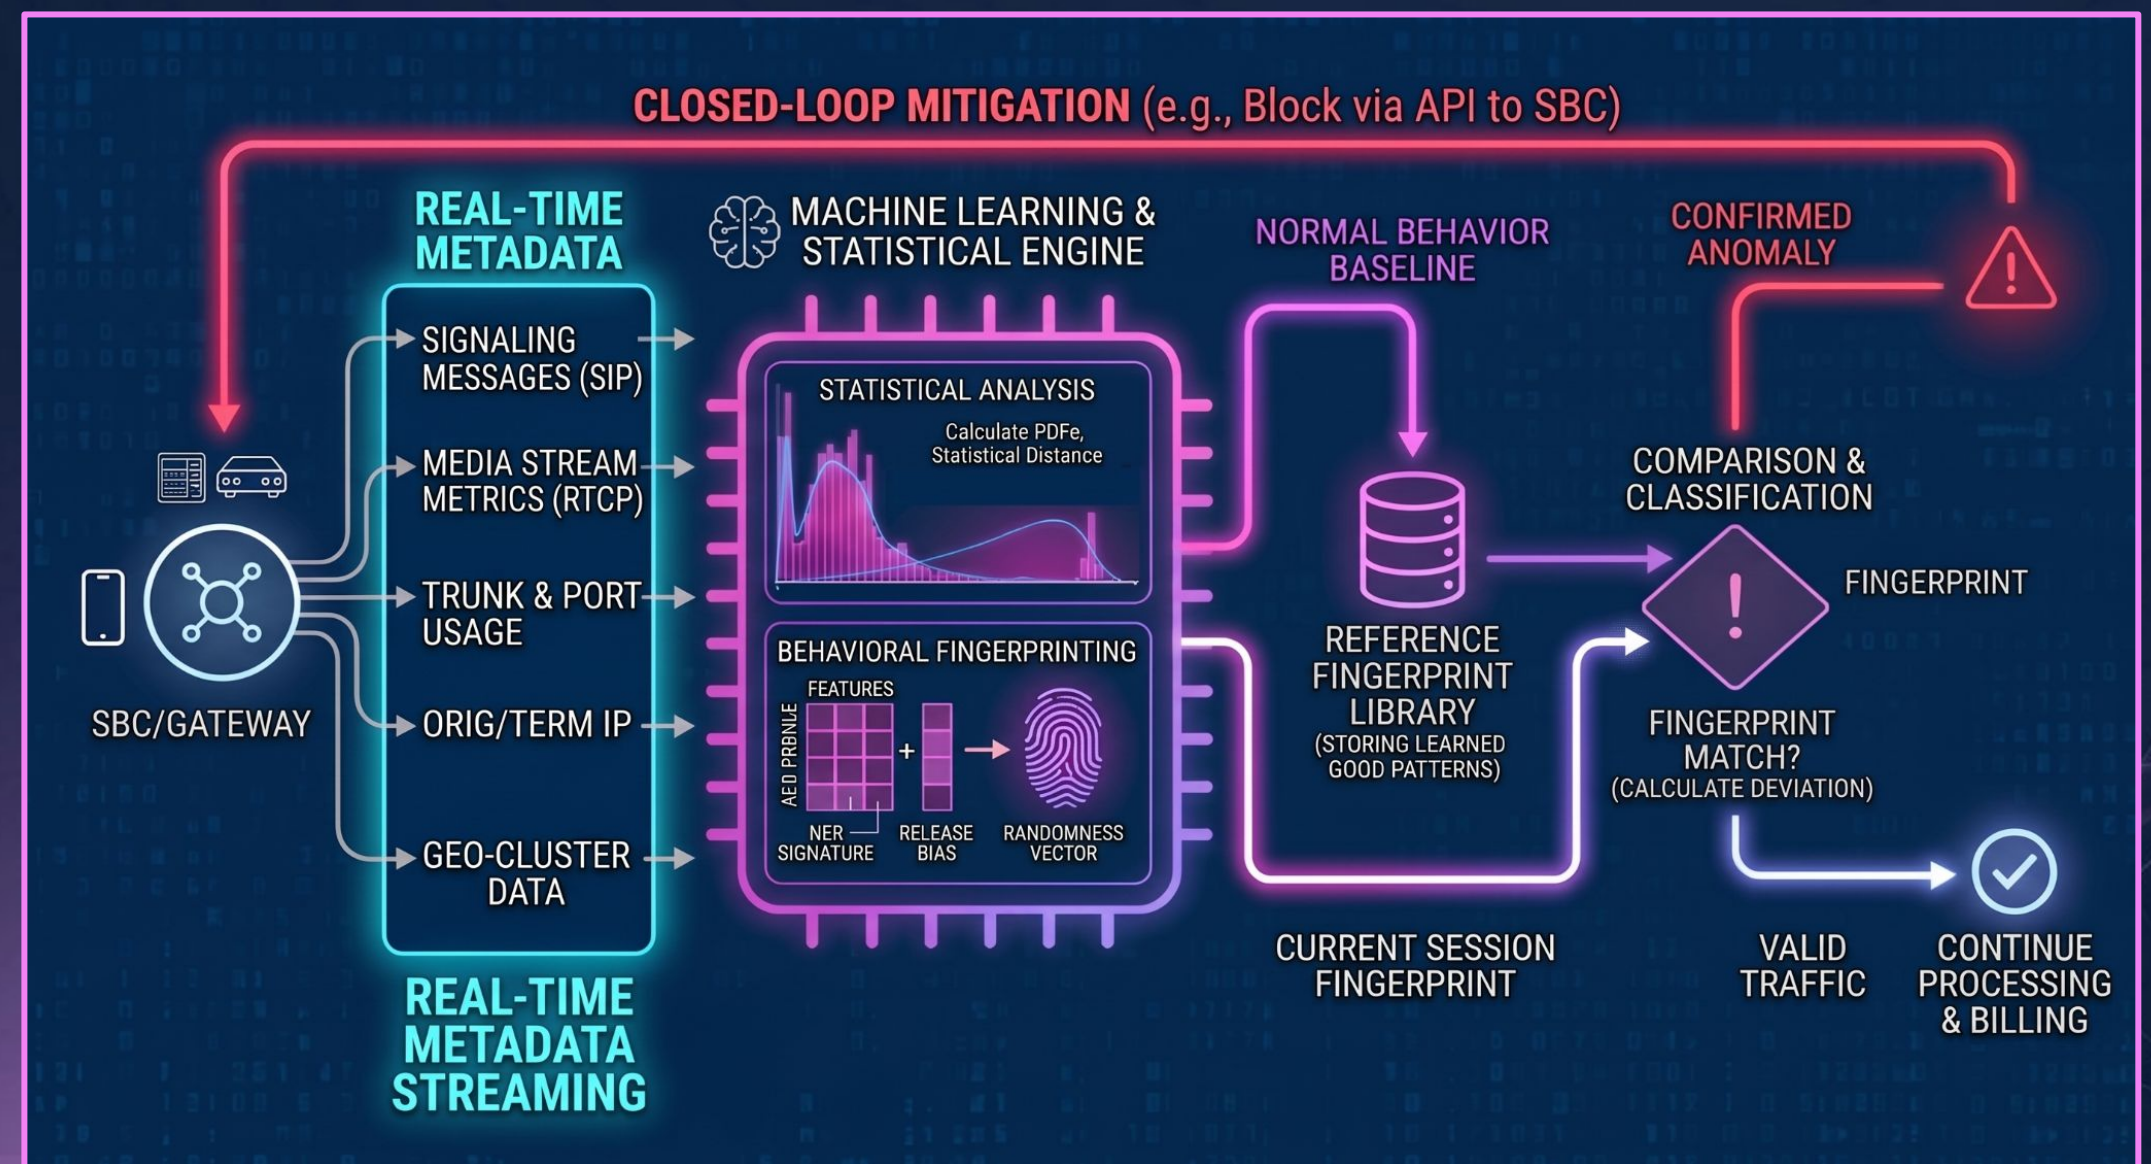 CLOSED-LOOP MITIGATION (e.g., Block via API to SBC)
REAL-TIME
METADATA
SIGNALING
MESSAGES (SIP)
MEDIA STREAM
METRICS (RTCP)
TRUNK & PORT
USAGE
ORIG/TERM IP
GEO-CLUSTER
DATA
REAL-TIME
METADATA
STREAMING
SBC/GATEWAY
MACHINE LEARNING &
STATISTICAL ENGINE
STATISTICAL ANALYSIS
Calculate PDFe,
Statistical Distance
BEHAVIORAL FINGERPRINTING
FEATURES
AED PRBNLE
+
NER
SIGNATURE
RELEASE
BIAS
RANDOMNESS
VECTOR
NORMAL BEHAVIOR
BASELINE
REFERENCE
FINGERPRINT
LIBRARY
(STORING LEARNED
GOOD PATTERNS)
CURRENT SESSION
FINGERPRINT
CONFIRMED
ANOMALY
!
COMPARISON &
CLASSIFICATION
!
FINGERPRINT
FINGERPRINT
MATCH?
(CALCULATE DEVIATION)
VALID
TRAFFIC
CONTINUE
PROCESSING
& BILLING